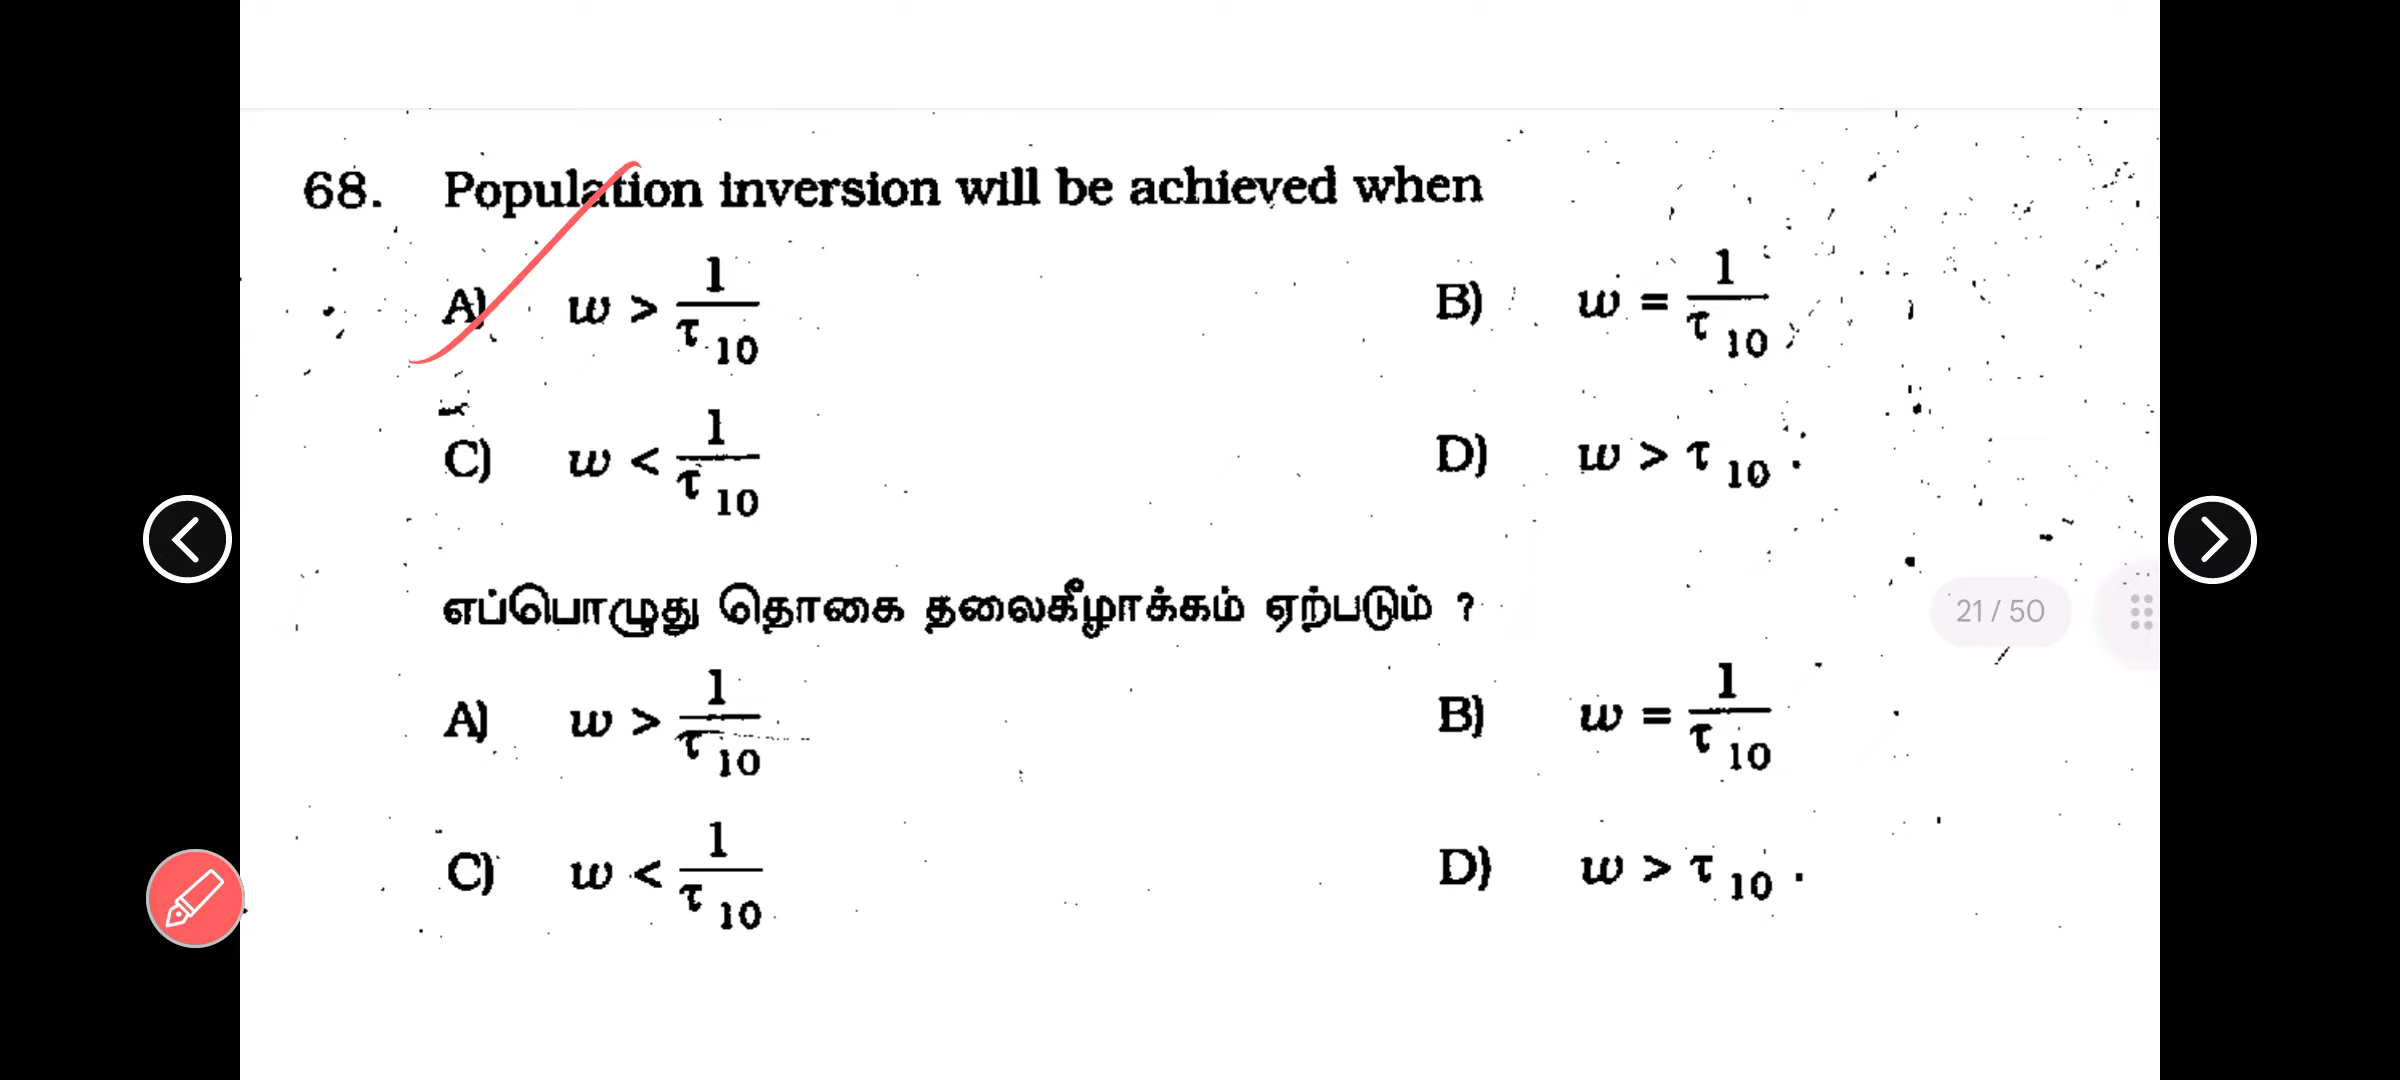 68. Population inversion will be achieved when
A) w > 1/τ10 B) w = 1/τ10
C) w < 1/τ10 D) w > τ10 .
எப்பொழுது தொகை தலைகீழாக்கம் ஏற்படும் ?
21 / 50
A) w > 1/τ10 B) w = 1/τ10
C) w < 1/τ10 D) w > τ10 .